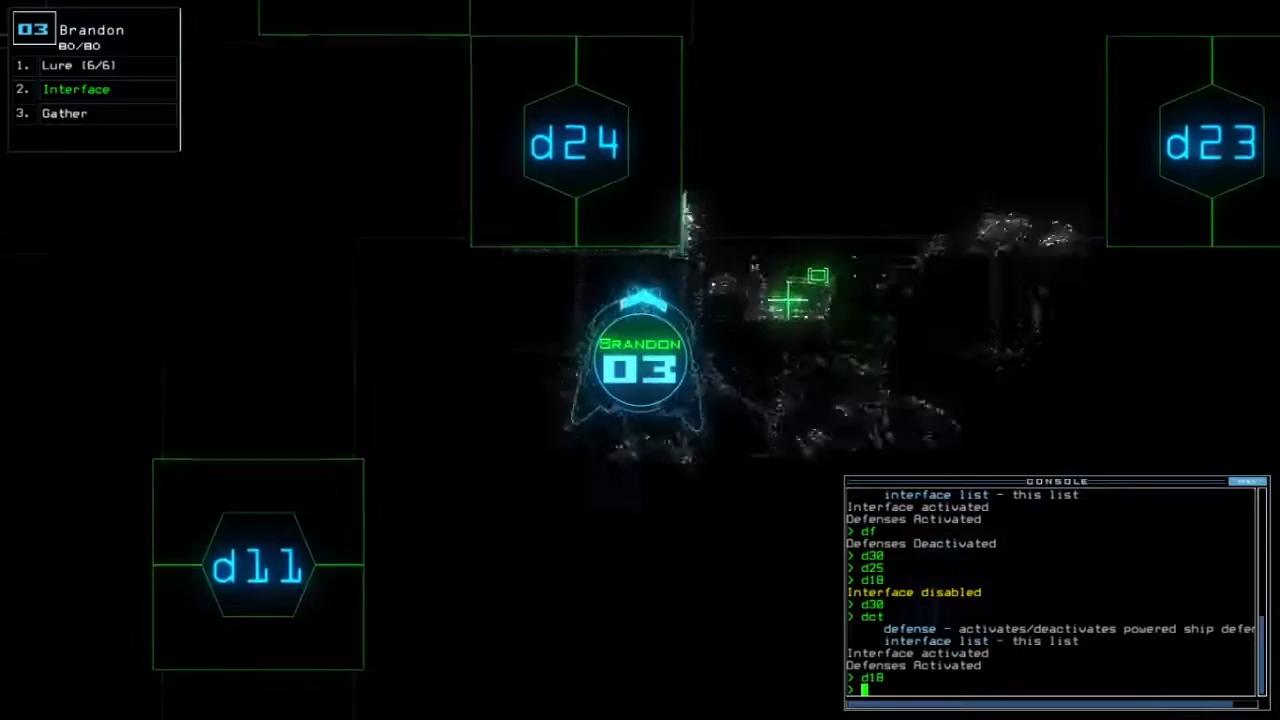 03 Brandon
80/80
1. Lure (6/6)
2. Interface
3. Gather
d24
d23
BRANDON
03
d11
CONSOLE
interface list - this list
Interface activated
Defenses Activated
> df
Defenses Deactivated
> d30
> d25
> d18
Interface disabled
> d30
> dct
defense - activates/deactivates powered ship defen
interface list - this list
Interface activated
Defenses Activated
> d18
>